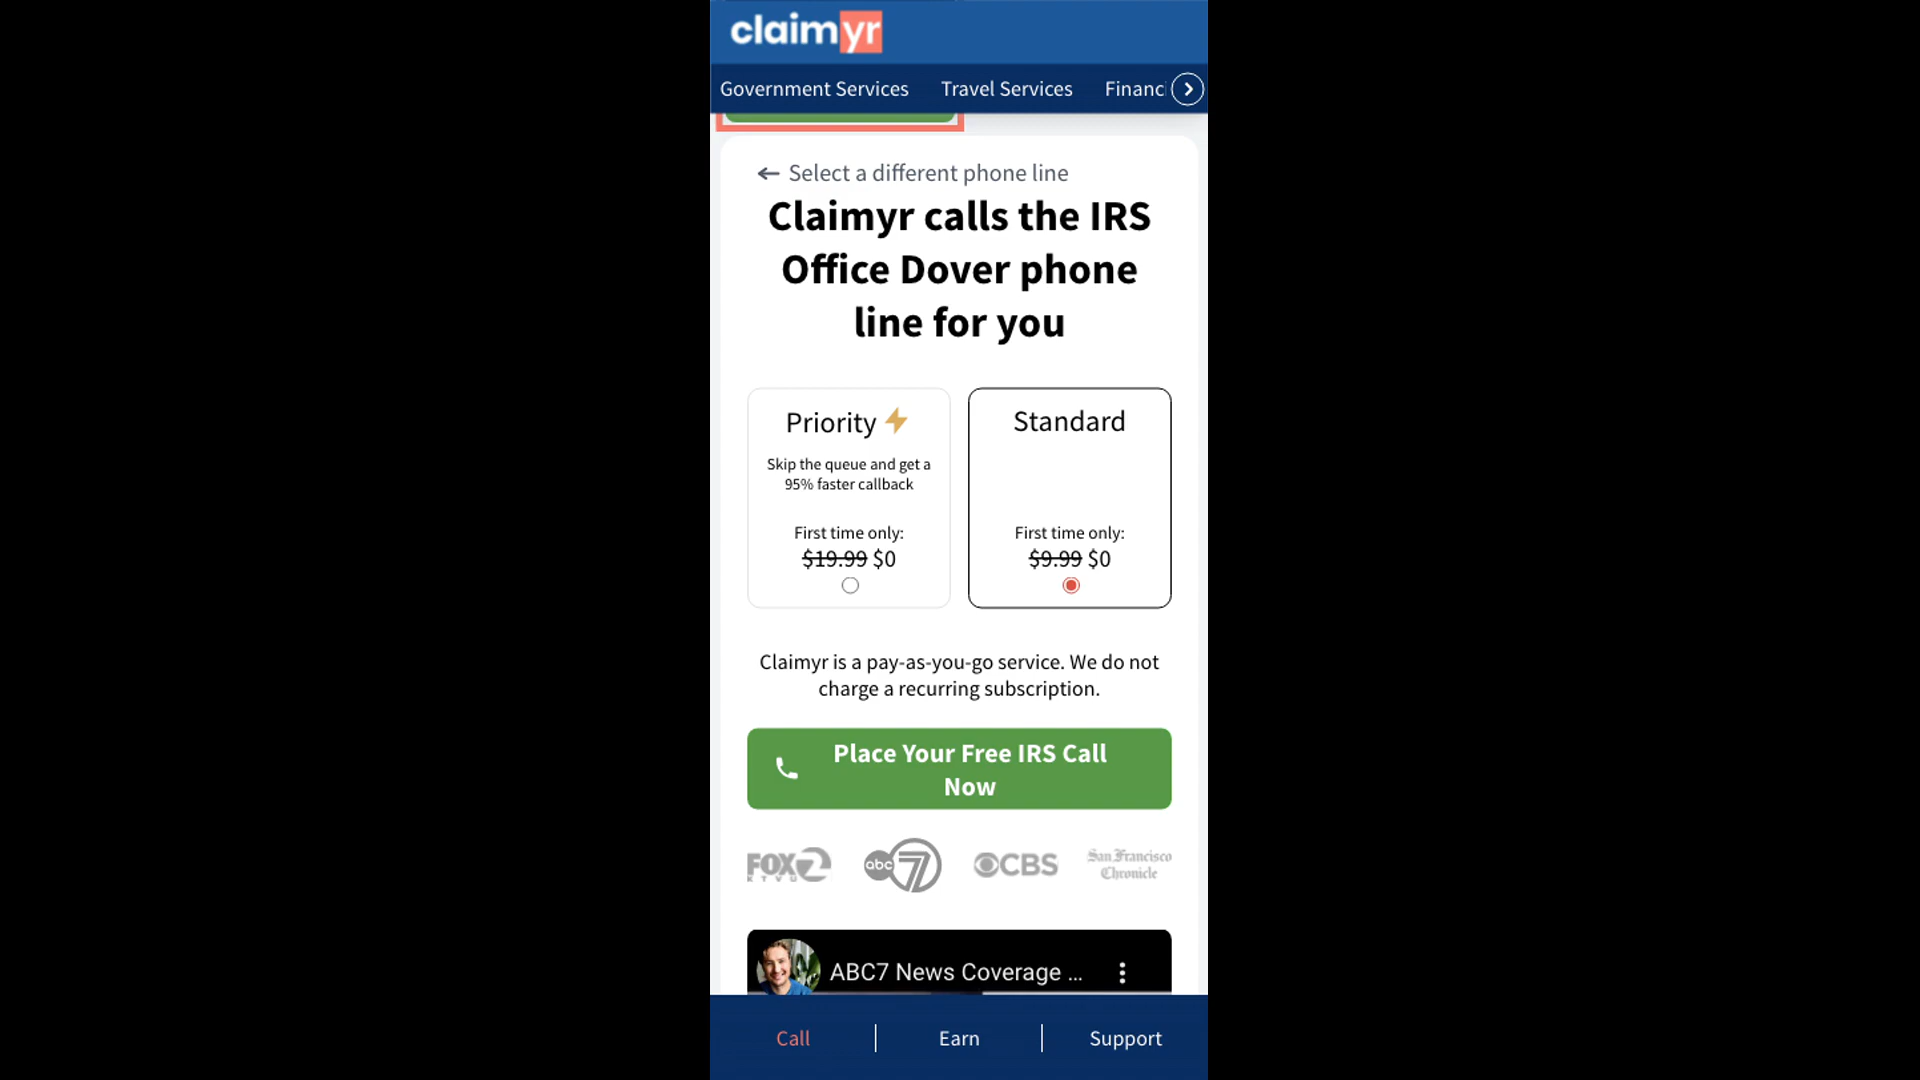 claimyr
Government Services Travel Services Financ
Select a different phone line
Claimyr calls the IRS
Office Dover phone
line for you
Priority
Skip the queue and get a
95% faster callback
First time only:
$19.99 $0
Standard
First time only:
$9.99 $0
Claimyr is a pay-as-you-go service. We do not
charge a recurring subscription.
Place Your Free IRS Call
Now
FOX 2
KTVU
abc 7
CBS
San Francisco
Chronicle
ABC7 News Coverage ...
Call Earn Support